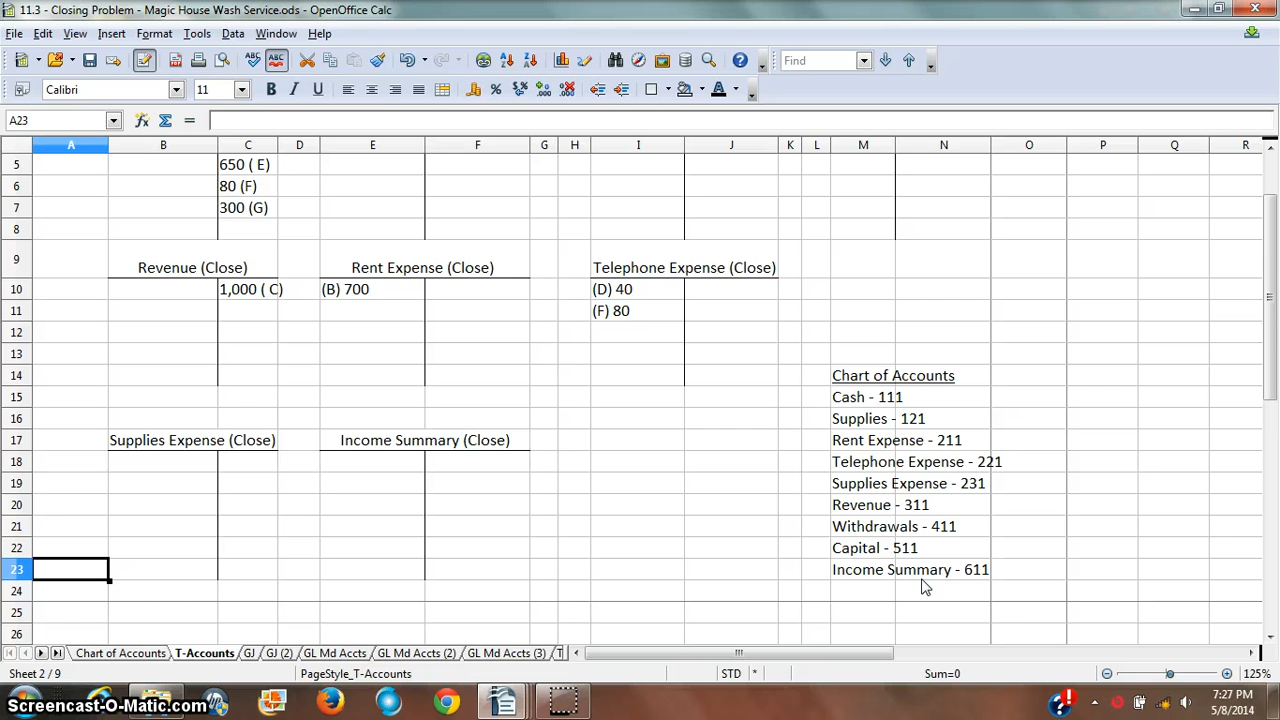 11.3 - Closing Problem - Magic House Wash Service.ods - OpenOffice Calc
File Edit View Insert Format Tools Data Window Help
Find
Calibri 11
A23
A B C D E F G H I J K L M N O P Q R
5 650 ( E)
6 80 (F)
7 300 (G)
8
9 Revenue (Close) Rent Expense (Close) Telephone Expense (Close)
10 1,000 ( C) (B) 700 (D) 40
11 (F) 80
12
13
14 Chart of Accounts
15 Cash - 111
16 Supplies - 121
17 Supplies Expense (Close) Income Summary (Close) Rent Expense - 211
18 Telephone Expense - 221
19 Supplies Expense - 231
20 Revenue - 311
21 Withdrawals - 411
22 Capital - 511
23 Income Summary - 611
24
25
26
Chart of Accounts T-Accounts GJ GJ (2) GL Md Accts GL Md Accts (2) GL Md Accts (3) T
Sheet 2 / 9 PageStyle_T-Accounts STD * Sum=0 125%
Screencast-O-Matic.com
7:27 PM
5/8/2014